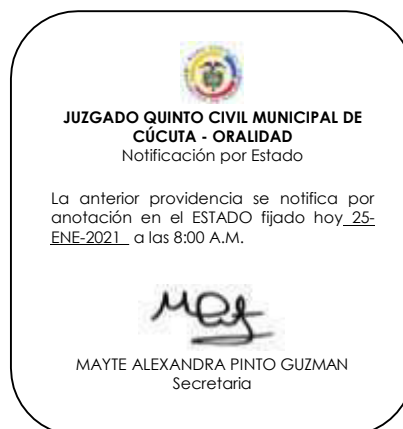 JUZGADO QUINTO CIVIL MUNICIPAL DE
CÚCUTA - ORALIDAD
Notificación por Estado
La anterior providencia se notifica por
anotación en el ESTADO fijado hoy 25-
ENE-2021 a las 8:00 A.M.
MAYTE ALEXANDRA PINTO GUZMAN
Secretaria